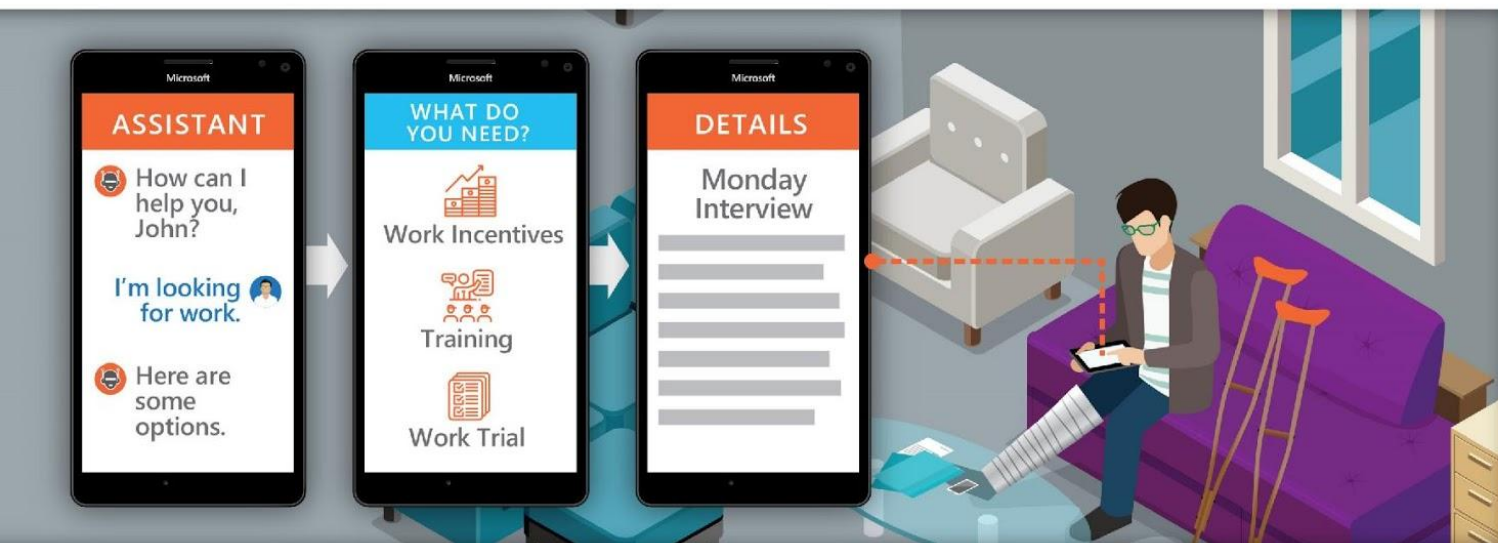 Microsoft
ASSISTANT
How can I
help you,
John?
I'm looking
for work.
Here are
some
options.
Microsoft
WHAT DO
YOU NEED?
Work Incentives
Training
Work Trial
Microsoft
DETAILS
Monday
Interview